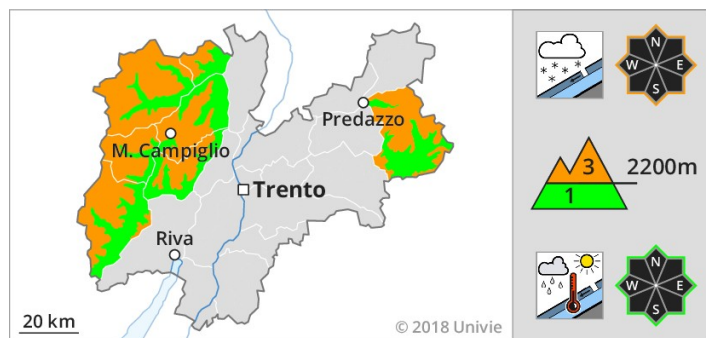 Predazzo
M. Campiglio
Trento
Riva
20 km
© 2018 Univie
N
W E
S
3 2200m
1
N
W E
S